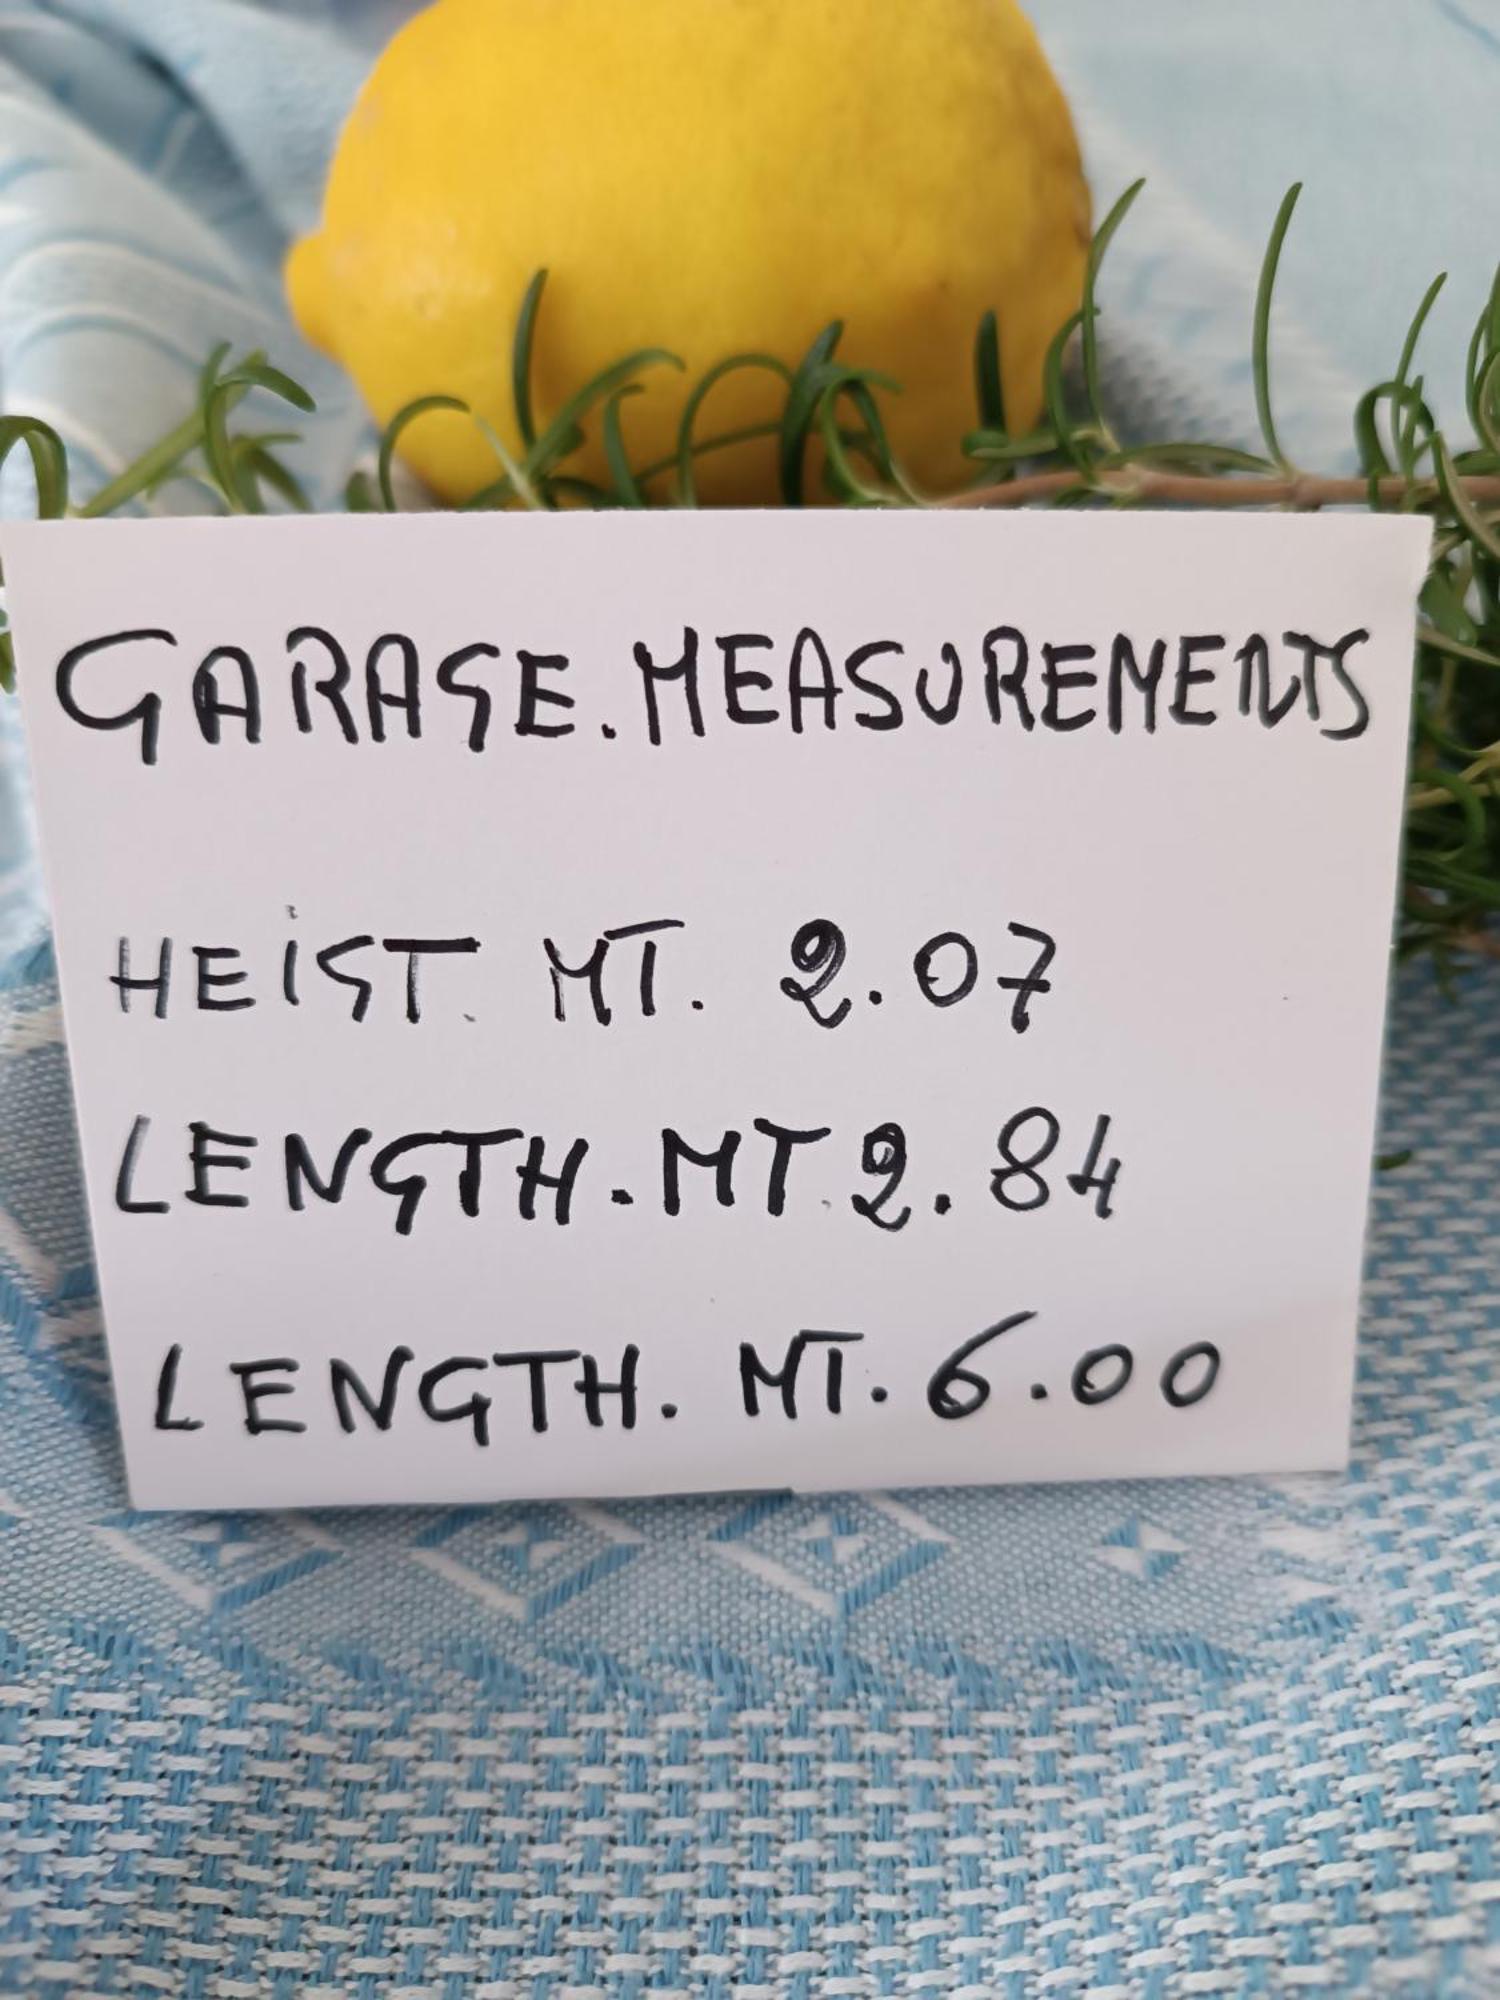 GARAGE.MEASUREMENTS
HEIGT. MT. 2.07
LENGTH.MT.2.84
LENGTH. MT.6.00